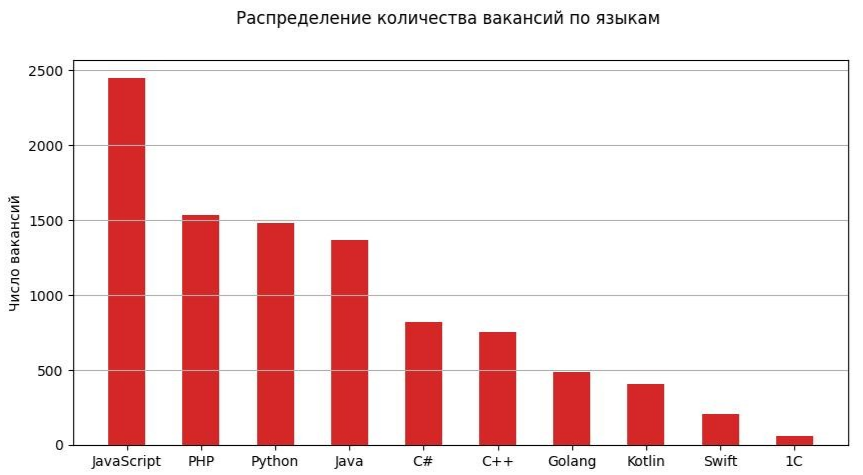 Распределение количества вакансий по языкам
Число вакансий
2500
2000
1500
1000
500
0
JavaScript PHP Python Java C# C++ Golang Kotlin Swift 1C